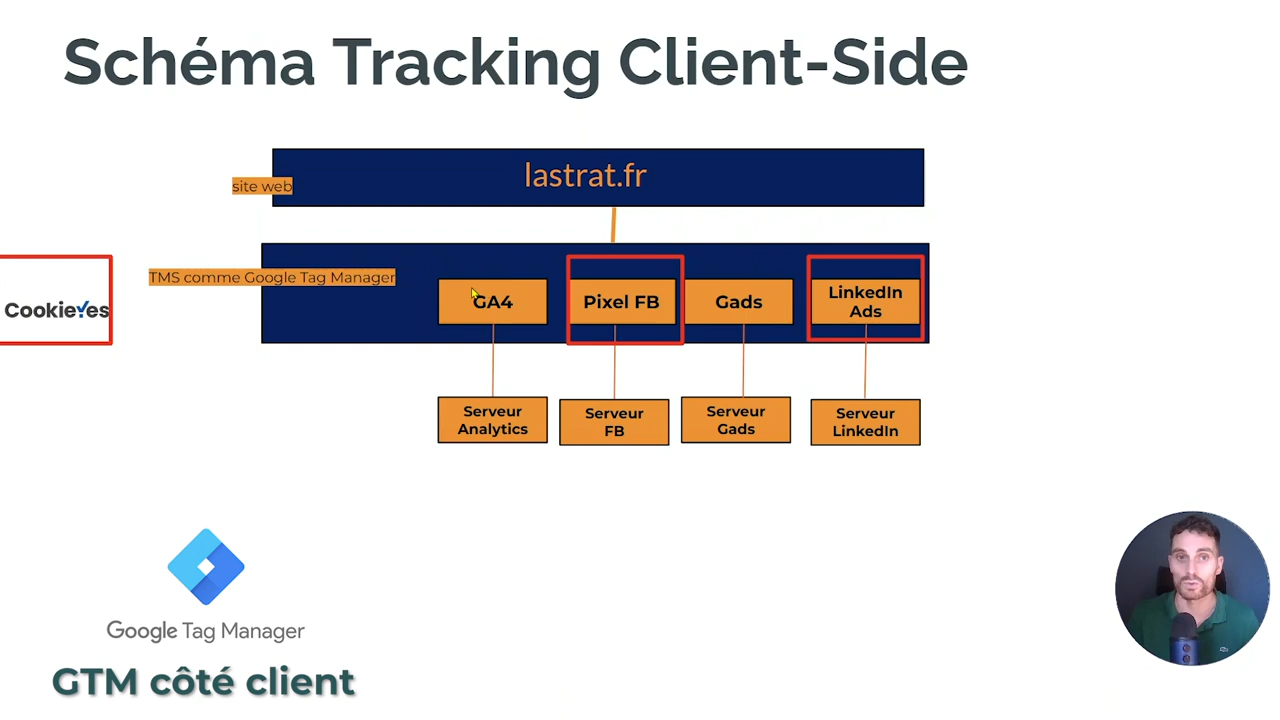 Schéma Tracking Client-Side
lastrat.fr
site web
TMS comme Google Tag Manager
CookieYes
GA4
Pixel FB
Gads
LinkedIn
Ads
Serveur
Analytics
Serveur
FB
Serveur
Gads
Serveur
LinkedIn
Google Tag Manager
GTM côté client